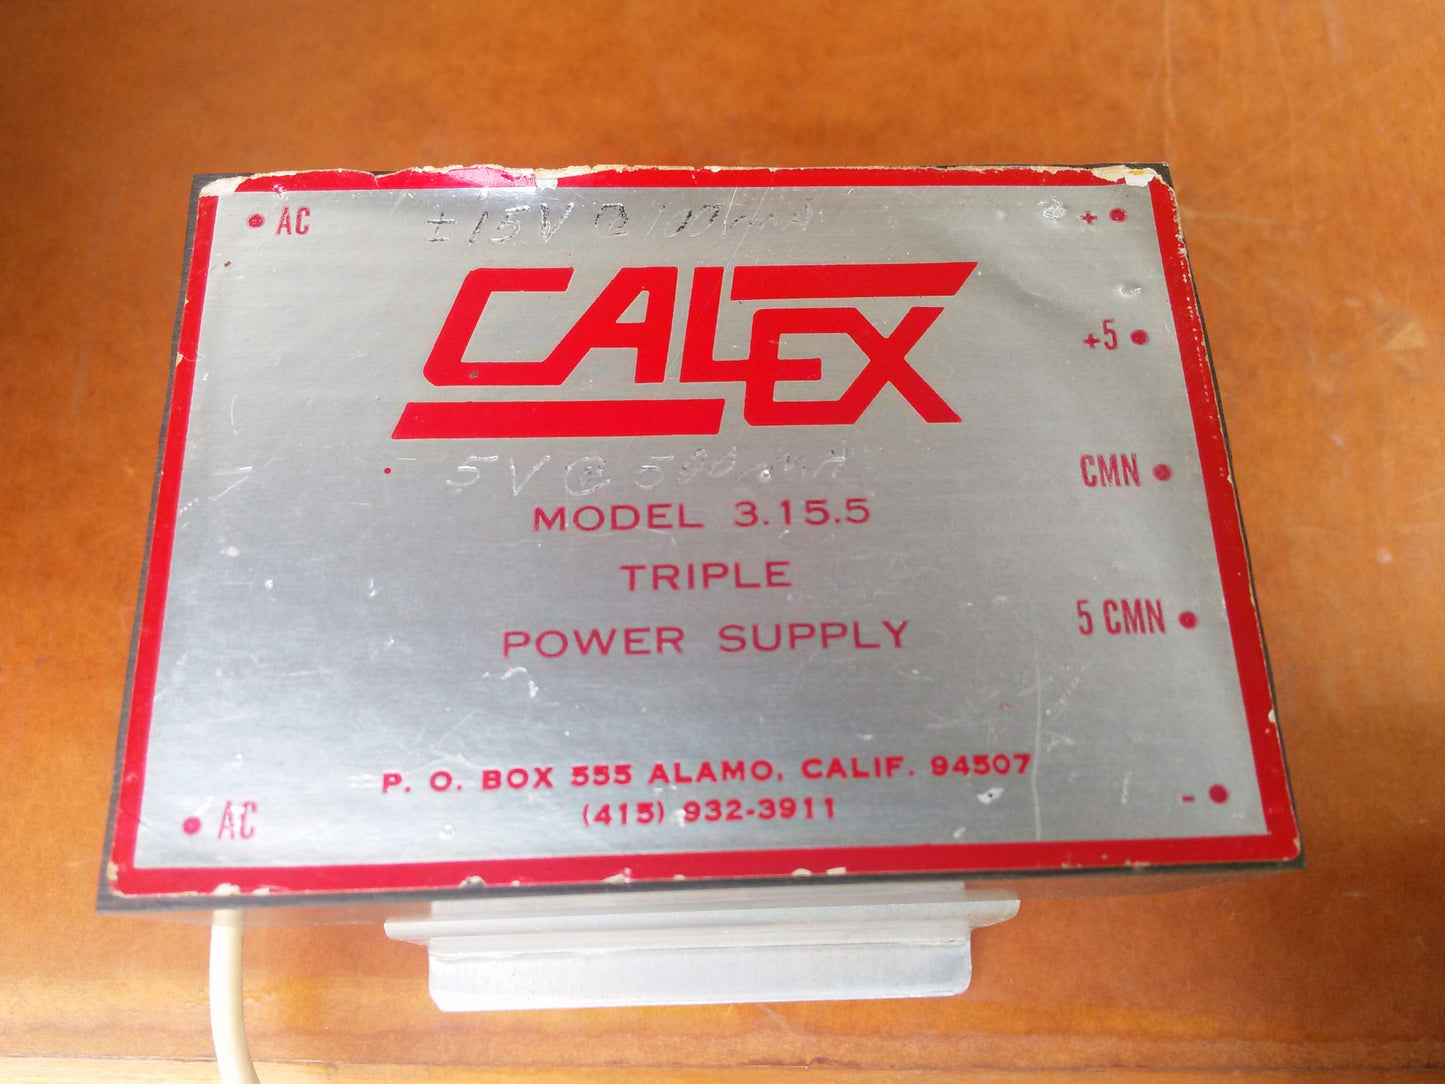 AC
±15V @ 100mA
+
CALEX
+5
CMN
5V @ 500mA
MODEL 3.15.5
TRIPLE
5 CMN
POWER SUPPLY
P. O. BOX 555 ALAMO, CALIF. 94507
-
AC
(415) 932-3911